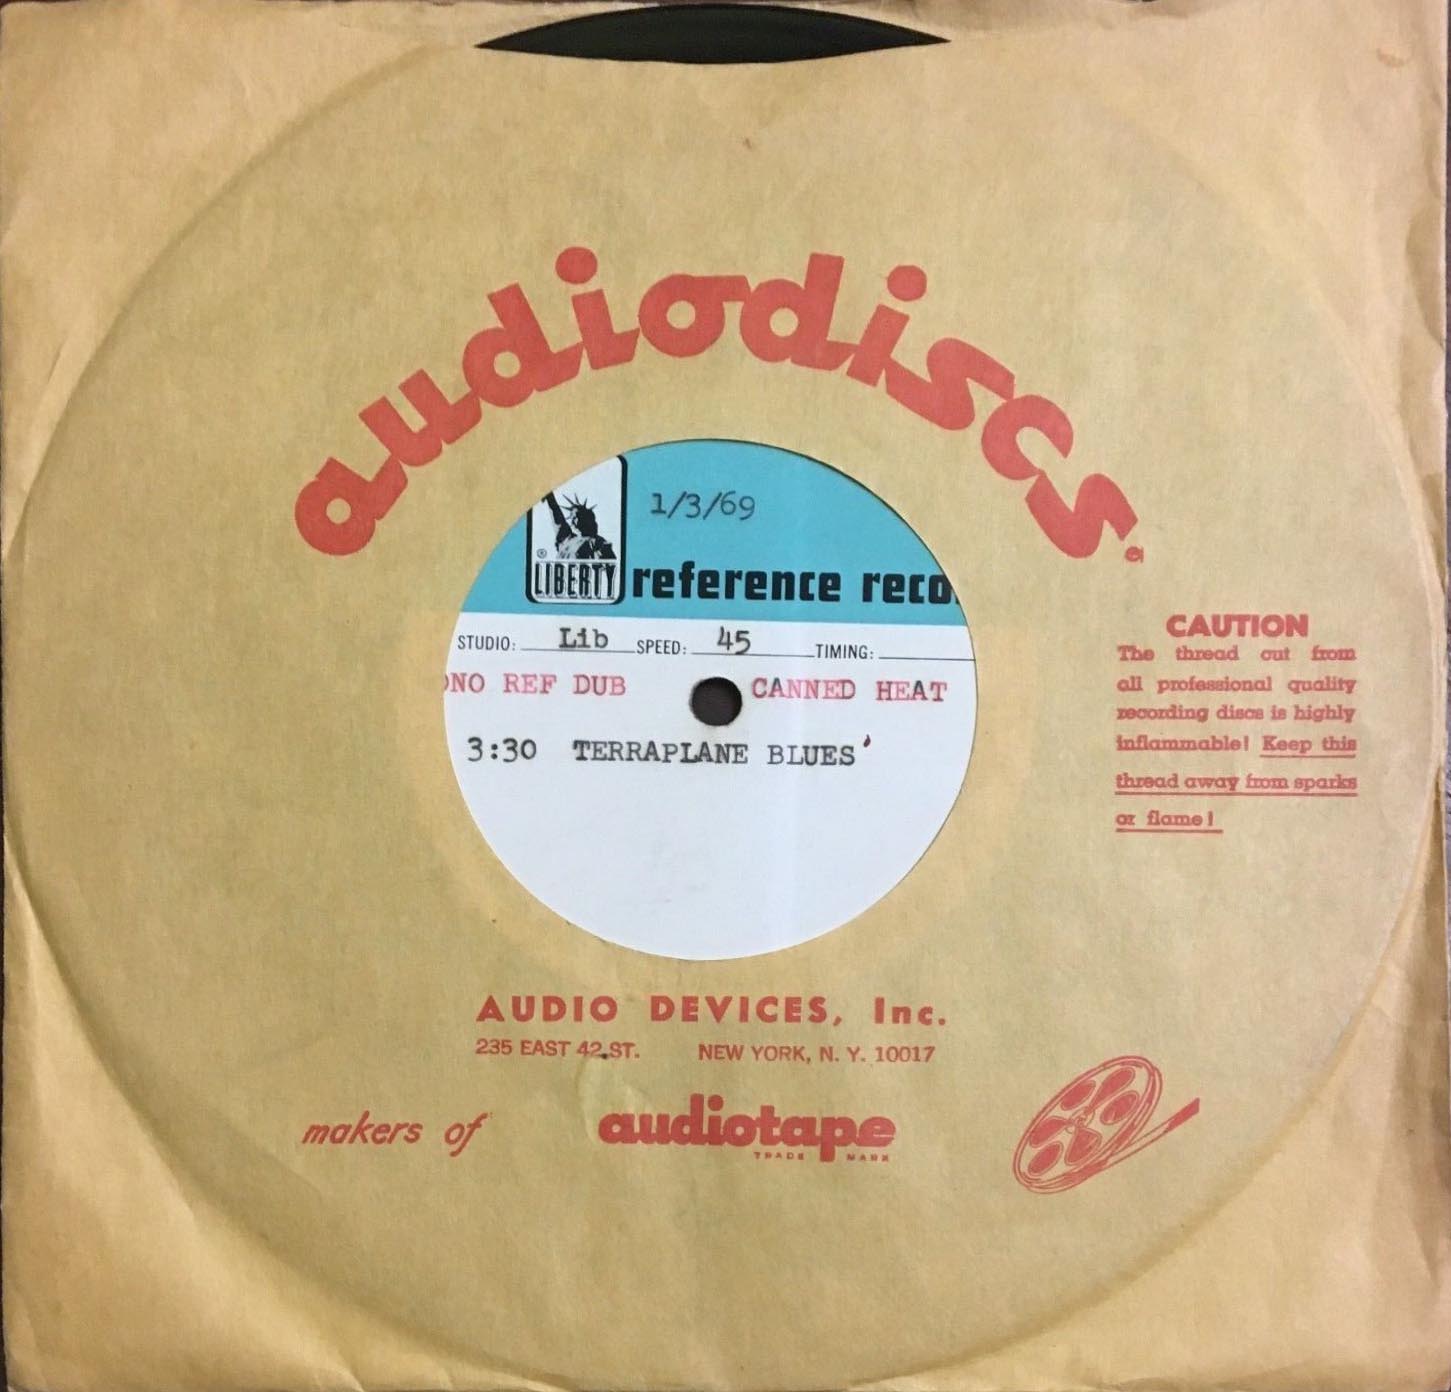 audiodiscs
1/3/69
LIBERTY
reference reco
STUDIO: Lib SPEED: 45 TIMING:
NO REF DUB CANNED HEAT
3:30 TERRAPLANE BLUES
CAUTION
The thread cut from
all professional quality
recording discs is highly
inflammable! Keep this
thread away from sparks
or flame!
AUDIO DEVICES, Inc.
235 EAST 42 ST. NEW YORK, N. Y. 10017
makers of audiotape
TRADE MARK